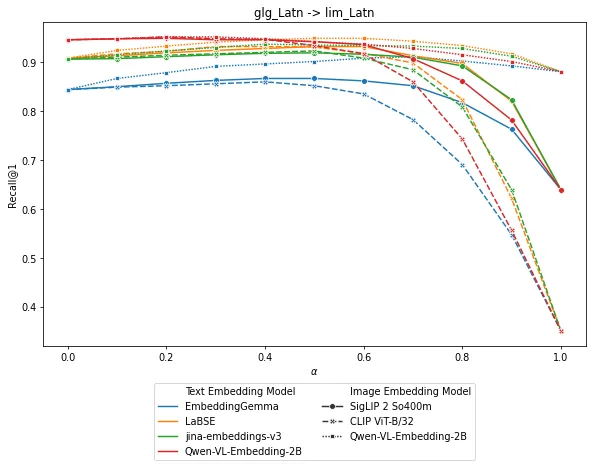 glg_Latn -> lim_Latn
Recall@1
0.9
0.8
0.7
0.6
0.5
0.4
0.0 0.2 0.4 0.6 0.8 1.0
α
Text Embedding Model
EmbeddingGemma
LaBSE
jina-embeddings-v3
Qwen-VL-Embedding-2B
Image Embedding Model
SigLIP 2 So400m
CLIP ViT-B/32
Qwen-VL-Embedding-2B